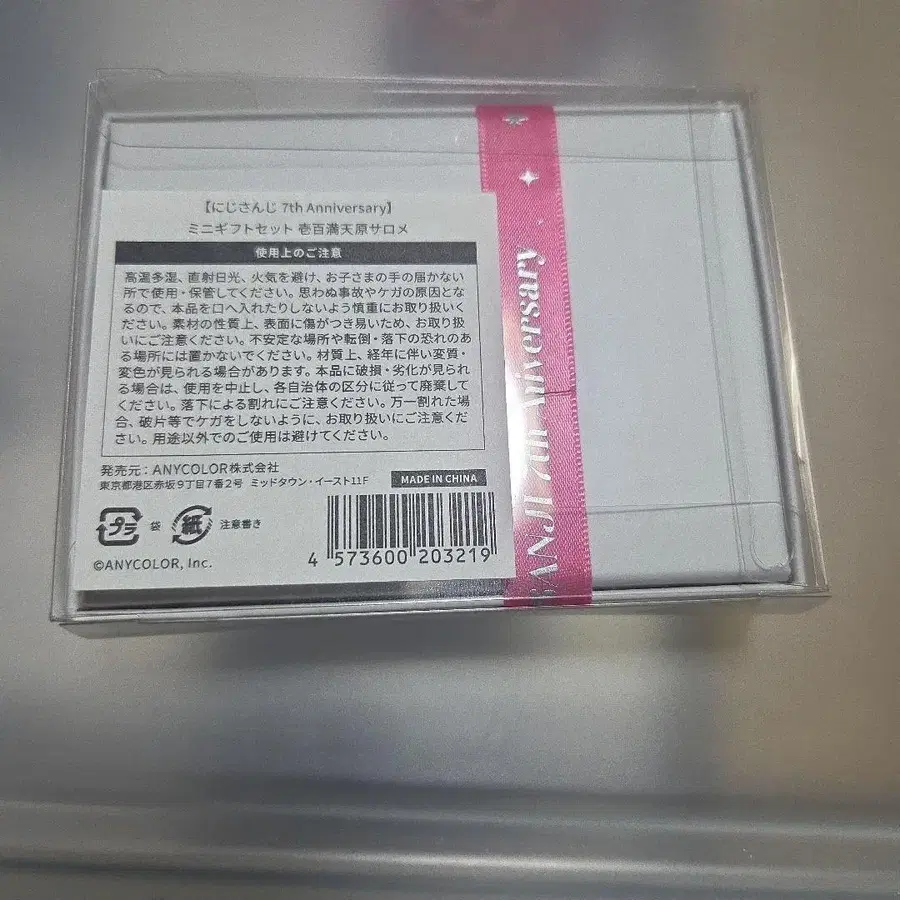 【にじさんじ 7th Anniversary】
ミニギフトセット 壱百満天原サロメ
使用上のご注意
高温多湿、直射日光、火気を避け、お子さまの手の届かない
所で使用・保管してください。思わぬ事故やケガの原因とな
るので、本品を口へ入れたりしないよう慎重にお取り扱いく
ださい。素材の性質上、表面に傷がつき易いため、お取り扱
いにご注意ください。不安定な場所や転倒・落下の恐れのあ
る場所には置かないでください。材質上、経年に伴い変質・
変色が見られる場合があります。本品に破損・劣化が見られ
る場合は、使用を中止し、各自治体の区分に従って廃棄して
ください。落下による割れにご注意ください。万一割れた場
合、破片等でケガをしないように、お取り扱いにご注意くだ
さい。用途以外でのご使用は避けてください。
発売元：ANYCOLOR株式会社
東京都港区赤坂9丁目7番2号 ミッドタウン・イースト11F
MADE IN CHINA
プラ 袋 紙 注意書き
4 573600 203219
©ANYCOLOR, Inc.
SANJI 7th Aniversary